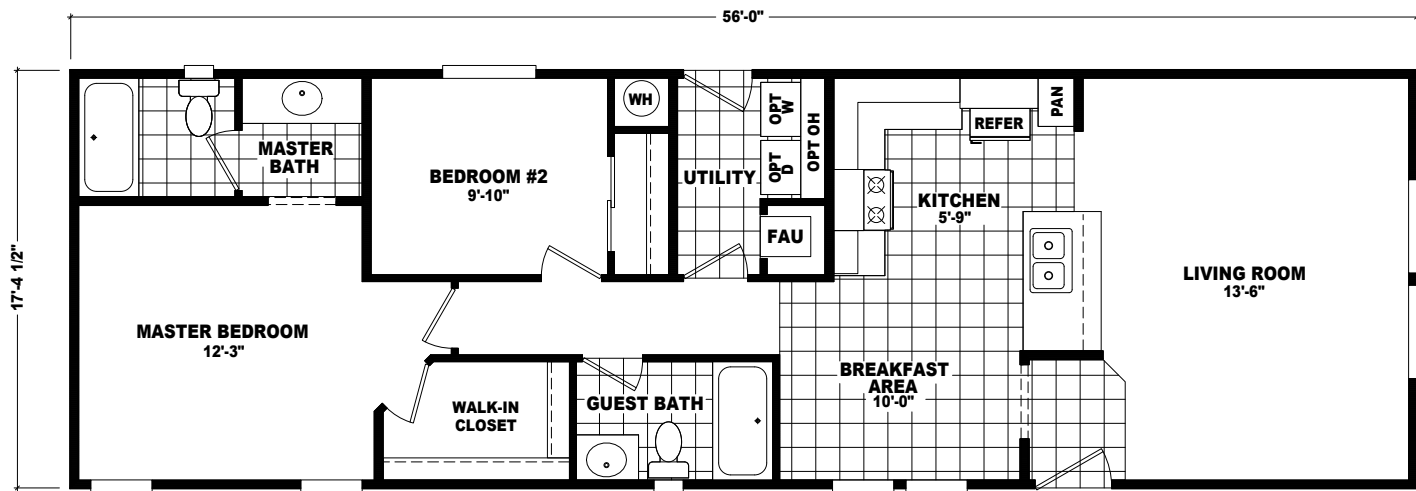 56'-0"
17'-4 1/2"
MASTER
BATH
BEDROOM #2
9'-10"
WH
UTILITY
OPT
W
OPT
D
OPT OH
FAU
REFER
PAN
KITCHEN
5'-9"
LIVING ROOM
13'-6"
MASTER BEDROOM
12'-3"
WALK-IN
CLOSET
GUEST BATH
BREAKFAST
AREA
10'-0"